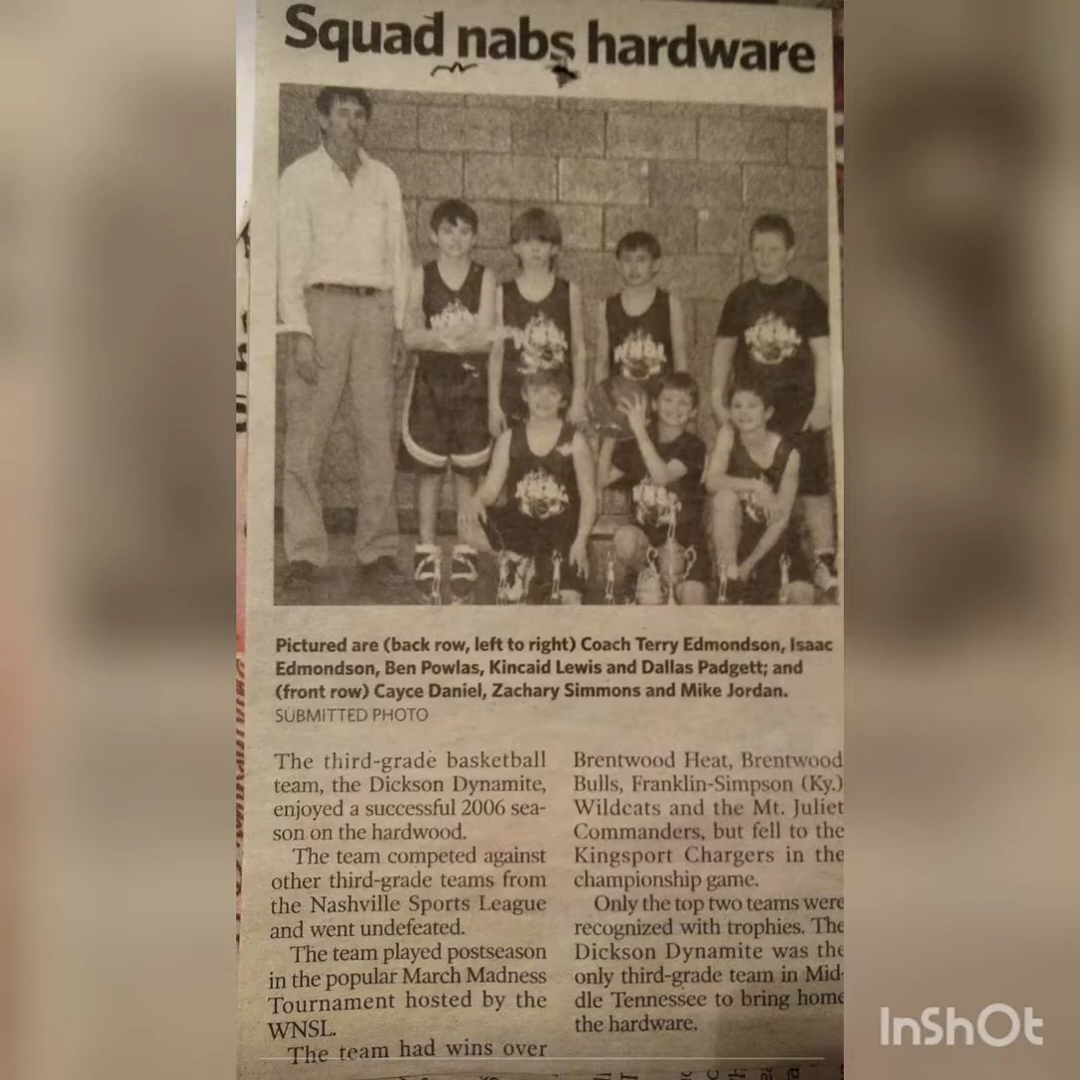 Squad nabs hardware
Pictured are (back row, left to right) Coach Terry Edmondson, Isaac
Edmondson, Ben Powlas, Kincaid Lewis and Dallas Padgett; and
(front row) Cayce Daniel, Zachary Simmons and Mike Jordan.
SUBMITTED PHOTO
The third-grade basketball
team, the Dickson Dynamite,
enjoyed a successful 2006 sea-
son on the hardwood.
The team competed against
other third-grade teams from
the Nashville Sports League
and went undefeated.
The team played postseason
in the popular March Madness
Tournament hosted by the
WNSL.
The team had wins over
Brentwood Heat, Brentwood
Bulls, Franklin-Simpson (Ky.)
Wildcats and the Mt. Juliet
Commanders, but fell to the
Kingsport Chargers in the
championship game.
Only the top two teams were
recognized with trophies. The
Dickson Dynamite was the
only third-grade team in Mid-
dle Tennessee to bring home
the hardware.
InShOt